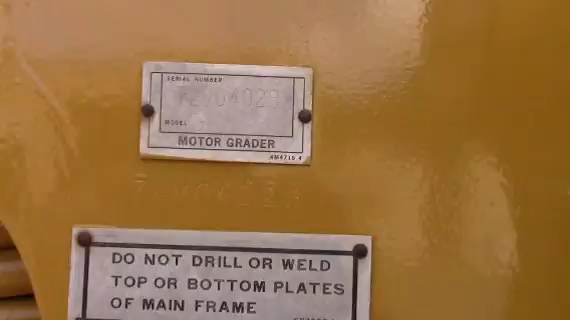 SERIAL NUMBER
MODEL
MOTOR GRADER
DO NOT DRILL OR WELD
TOP OR BOTTOM PLATES
OF MAIN FRAME